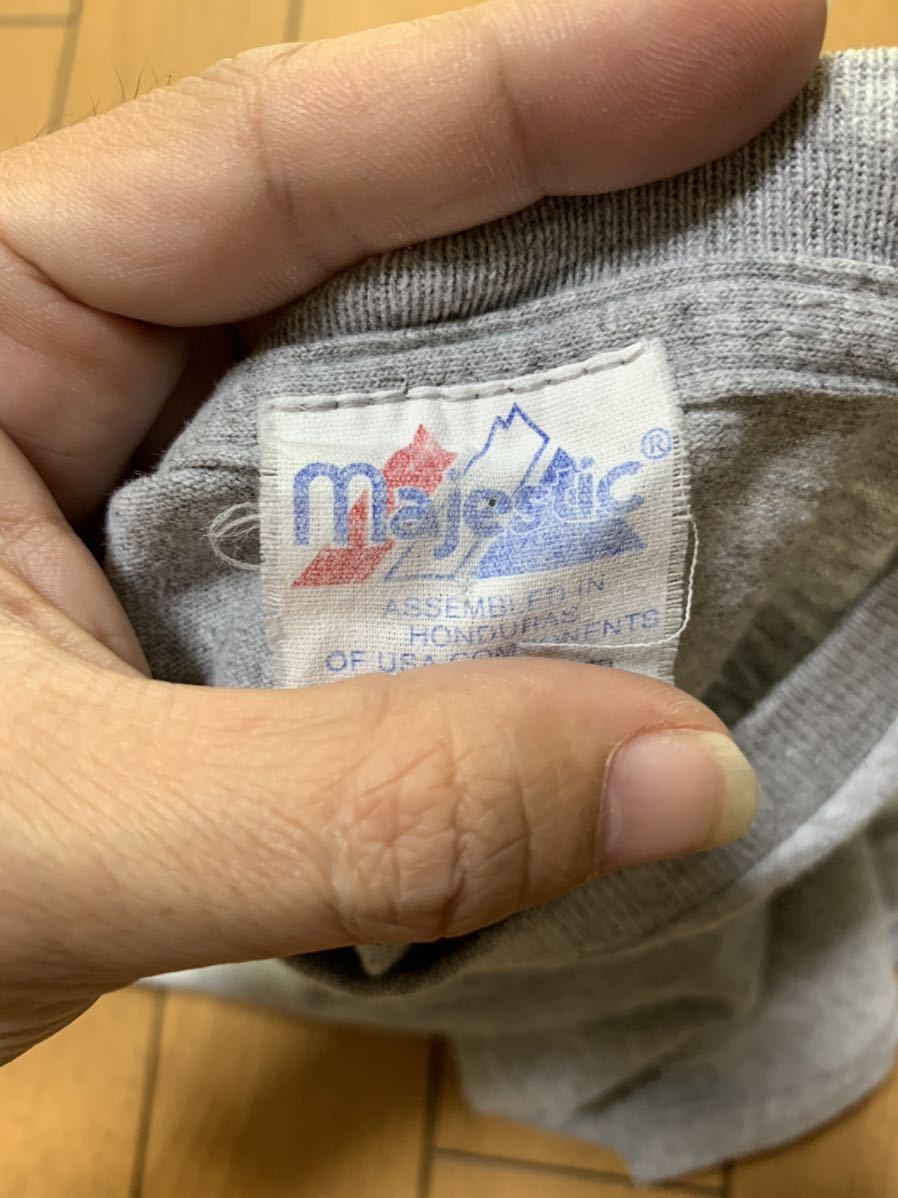 majestic®
ASSEMBLED IN
HONDURAS
OF USA COMPONENTS